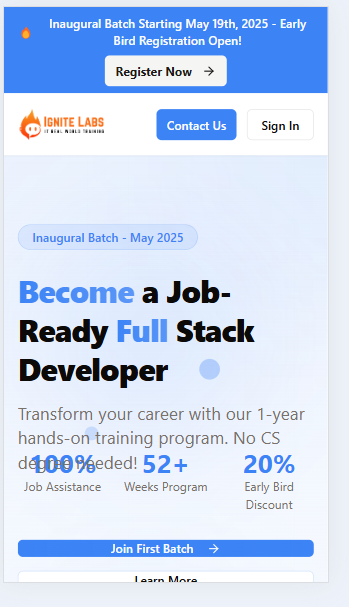 Inaugural Batch Starting May 19th, 2025 - Early
Bird Registration Open!
Register Now
IGNITE LABS
IT REAL WORLD TRAINING
Contact Us
Sign In
Inaugural Batch - May 2025
Become a Job-
Ready Full Stack
Developer
Transform your career with our 1-year
hands-on training program. No CS
degree needed!
100% 52+ 20%
Job Assistance Weeks Program Early Bird
Discount
Join First Batch
Learn More